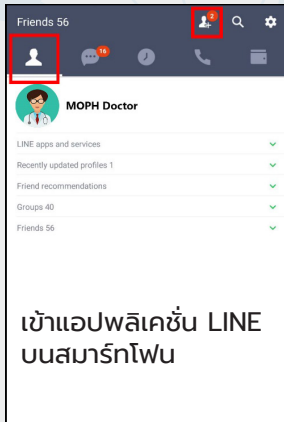 Friends 56
2
16
MOPH Doctor
LINE apps and services
Recently updated profiles 1
Friend recommendations
Groups 40
Friends 56
เข้าแอปพลิเคชั่น LINE
บนสมาร์ทโฟน